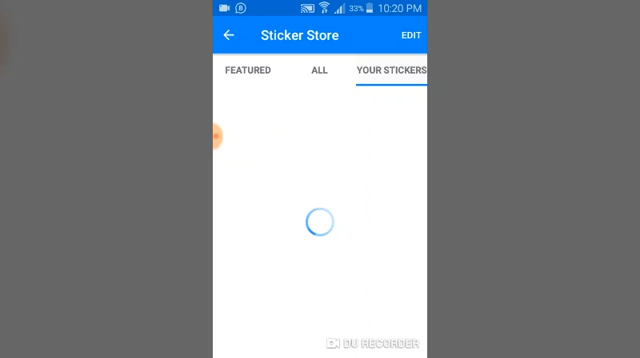 33% 10:20 PM
Sticker Store EDIT
FEATURED ALL YOUR STICKERS
DU RECORDER